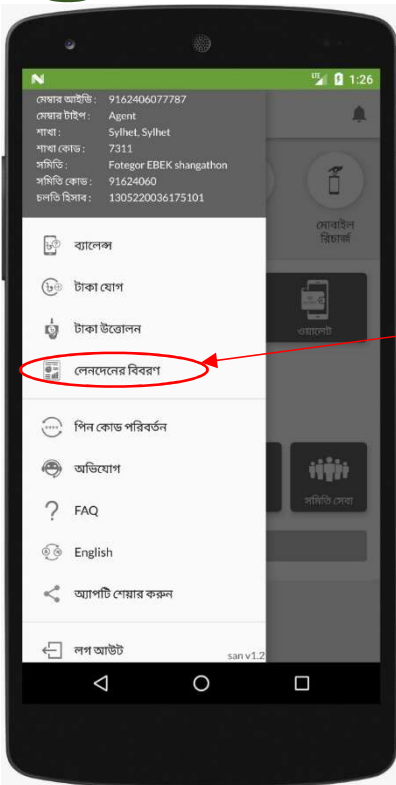 1:26
মেম্বার আইডি : 9162406077787
মেম্বার টাইপ : Agent
শাখা : Sylhet, Sylhet
শাখা কোড : 7311
সমিতি : Fotegor EBEK shangathon
সমিতি কোড : 91624060
চলতি হিসাব : 1305220036175101
ব্যালেন্স
টাকা যোগ
টাকা উত্তোলন
লেনদেনের বিবরণ
পিন কোড পরিবর্তন
অভিযোগ
FAQ
English
অ্যাপটি শেয়ার করুন
লগ আউট
san v1.2
মোবাইল
রিচার্জ
ওয়ালেট
সমিতি সেবা